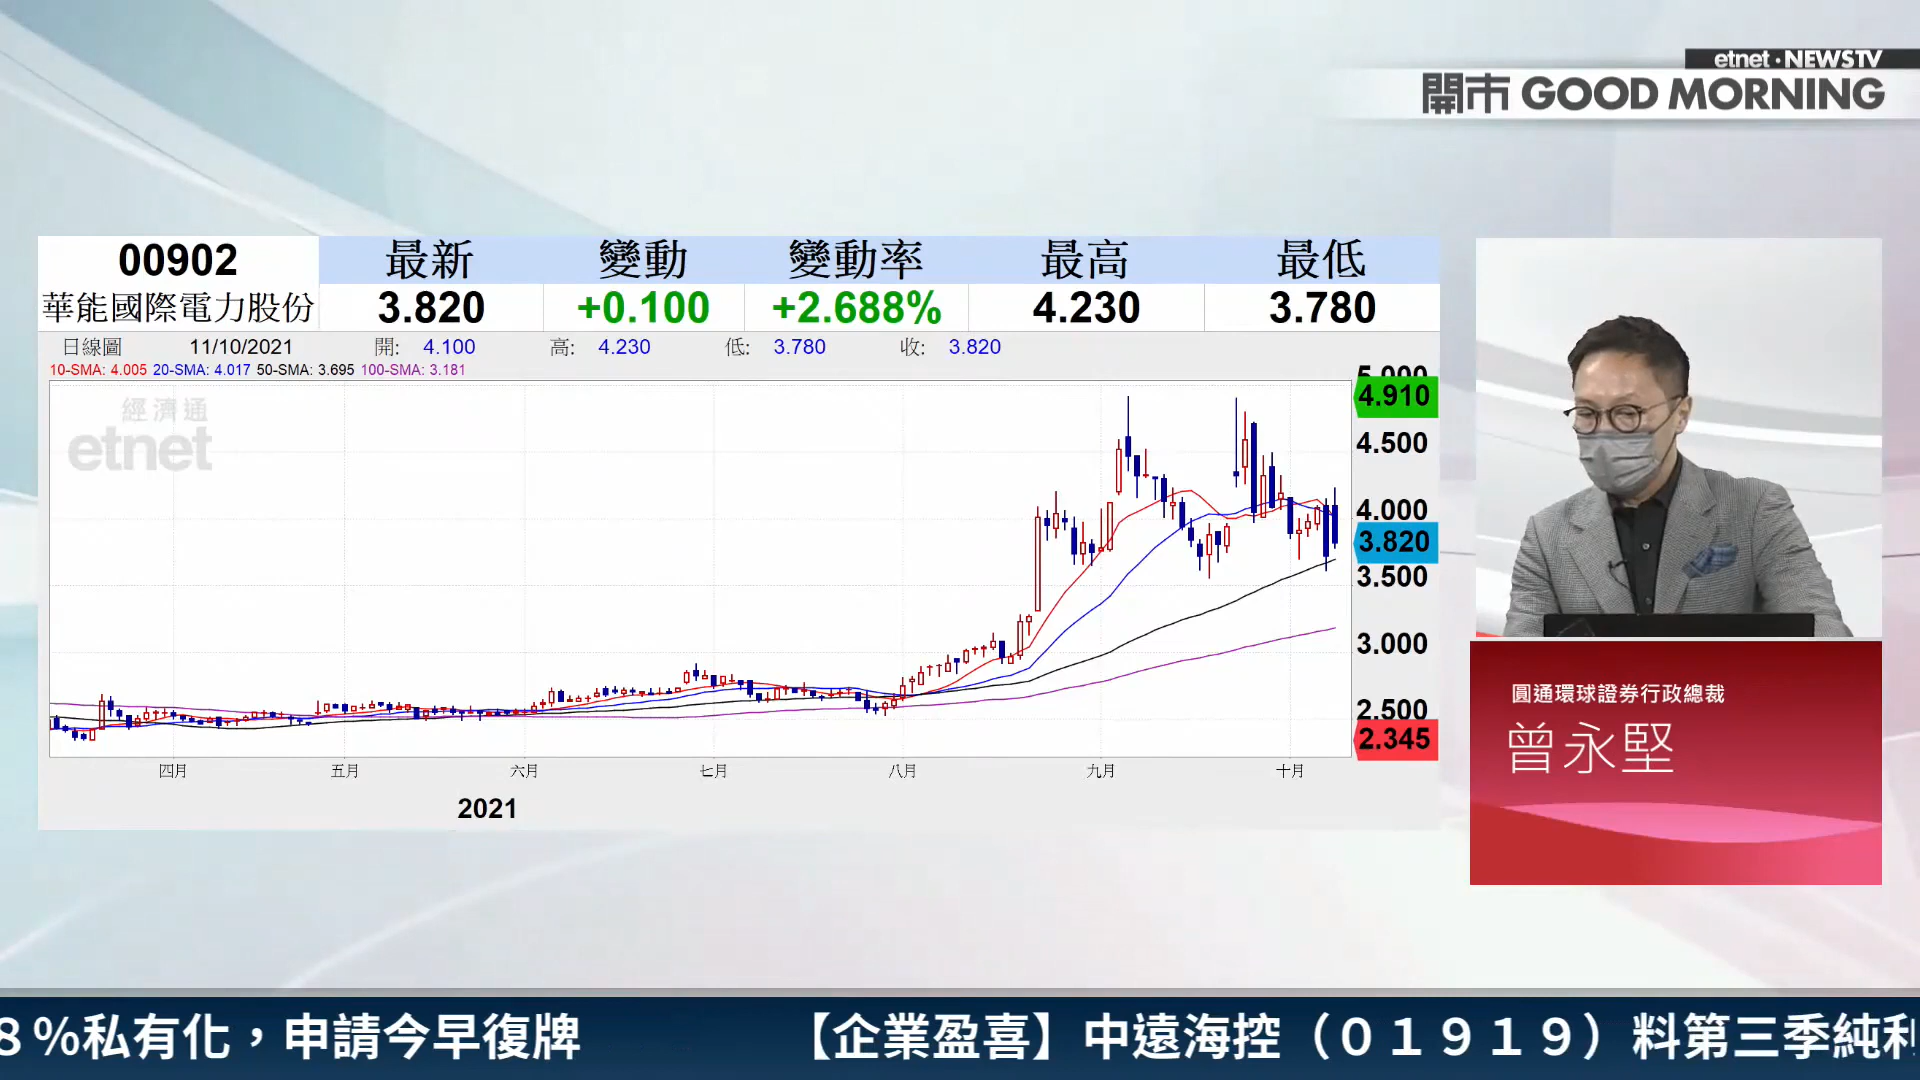 etnet · NEWSTV
開市 GOOD MORNING
00902 最新 變動 變動率 最高 最低
華能國際電力股份 3.820 +0.100 +2.688% 4.230 3.780
日線圖 11/10/2021 開: 4.100 高: 4.230 低: 3.780 收: 3.820
10-SMA: 4.005 20-SMA: 4.017 50-SMA: 3.695 100-SMA: 3.181
經濟通
etnet
5.000
4.910
4.500
4.000
3.820
3.500
3.000
2.500
2.345
四月 五月 六月 七月 八月 九月 十月
2021
圓通環球證券行政總裁
曾永堅
8％私有化，申請今早復牌 【企業盈喜】中遠海控（０１９１９）料第三季純利